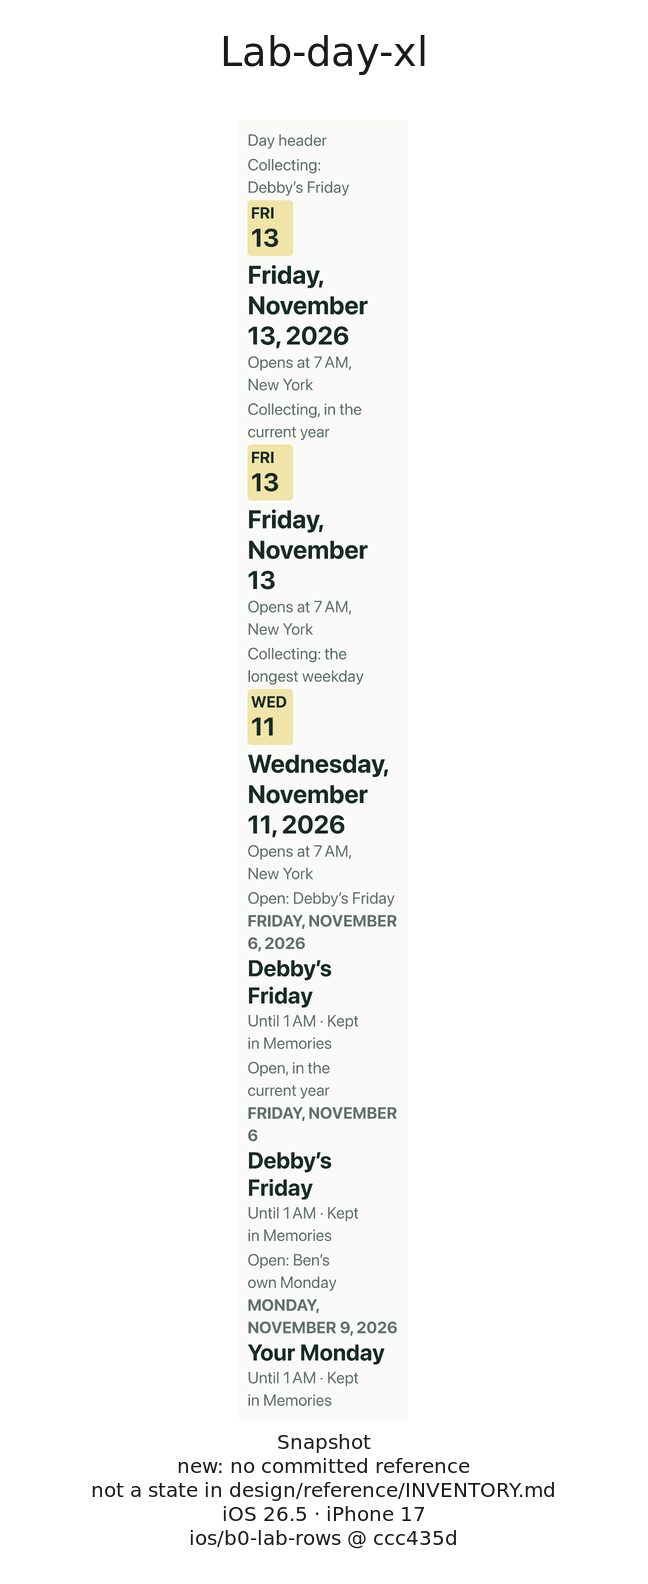 Lab-day-xl
Day header
Collecting:
Debby’s Friday
FRI
13
Friday,
November
13, 2026
Opens at 7 AM,
New York
Collecting, in the
current year
FRI
13
Friday,
November
13
Opens at 7 AM,
New York
Collecting: the
longest weekday
WED
11
Wednesday,
November
11, 2026
Opens at 7 AM,
New York
Open: Debby’s Friday
FRIDAY, NOVEMBER
6, 2026
Debby’s
Friday
Until 1 AM · Kept
in Memories
Open, in the
current year
FRIDAY, NOVEMBER
6
Debby’s
Friday
Until 1 AM · Kept
in Memories
Open: Ben’s
own Monday
MONDAY,
NOVEMBER 9, 2026
Your Monday
Until 1 AM · Kept
in Memories
Snapshot
new: no committed reference
not a state in design/reference/INVENTORY.md
iOS 26.5 · iPhone 17
ios/b0-lab-rows @ ccc435d